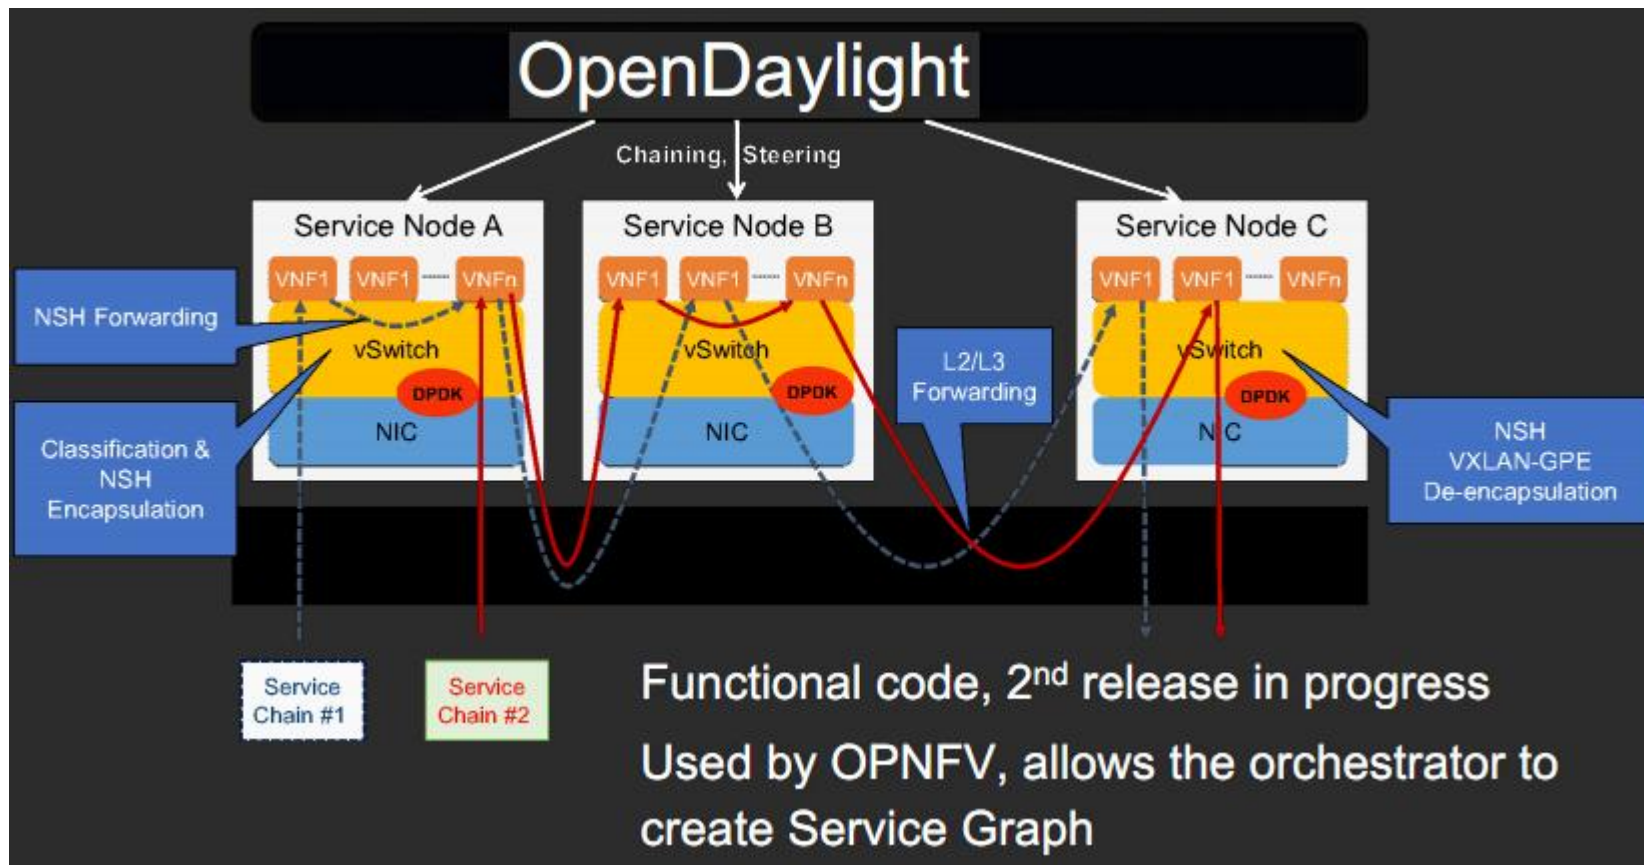 OpenDaylight
Chaining, Steering
Service Node A
Service Node B
Service Node C
VNF1 VNF1 ······ VNFn
VNF1 VNF1 ······ VNFn
VNF1 VNF1 ······ VNFn
NSH Forwarding
vSwitch
vSwitch
vSwitch
L2/L3
Forwarding
DPDK
DPDK
DPDK
NIC
NIC
NIC
Classification &
NSH
Encapsulation
NSH
VXLAN-GPE
De-encapsulation
Service
Chain #1
Service
Chain #2
Functional code, 2nd release in progress
Used by OPNFV, allows the orchestrator to
create Service Graph